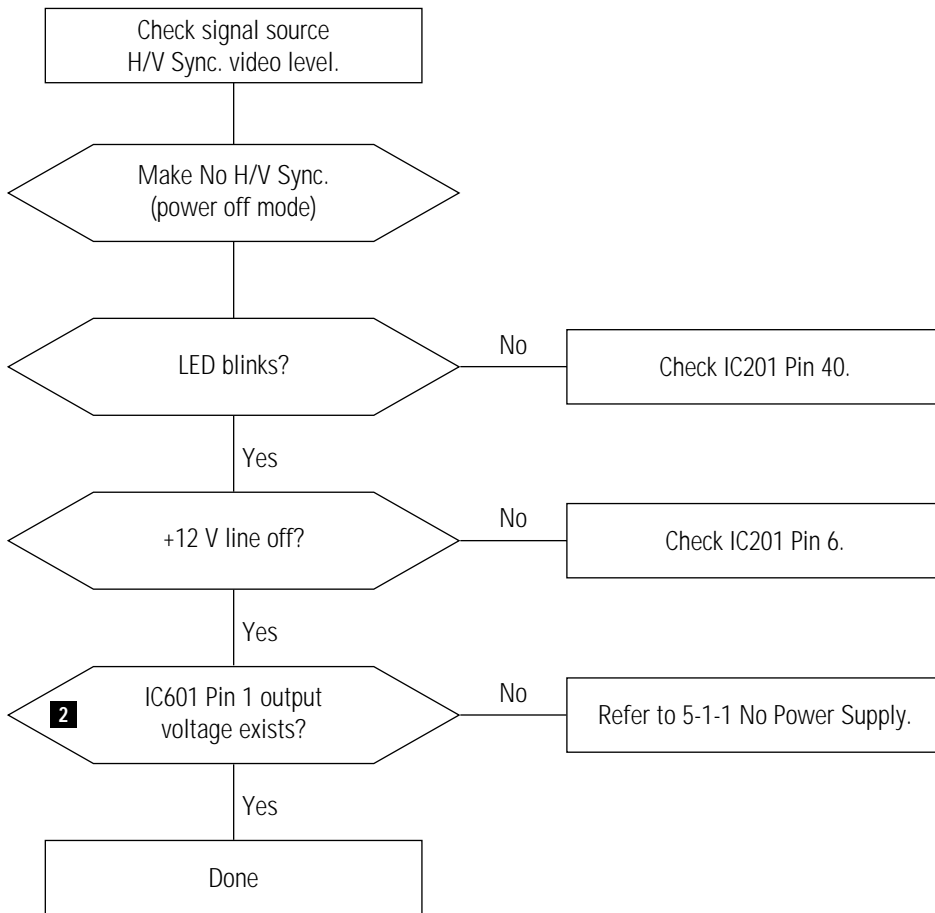 Check signal source
H/V Sync. video level.
Make No H/V Sync.
(power off mode)
LED blinks?
No
Check IC201 Pin 40.
Yes
+12 V line off?
No
Check IC201 Pin 6.
Yes
2
IC601 Pin 1 output
voltage exists?
No
Refer to 5-1-1 No Power Supply.
Yes
Done